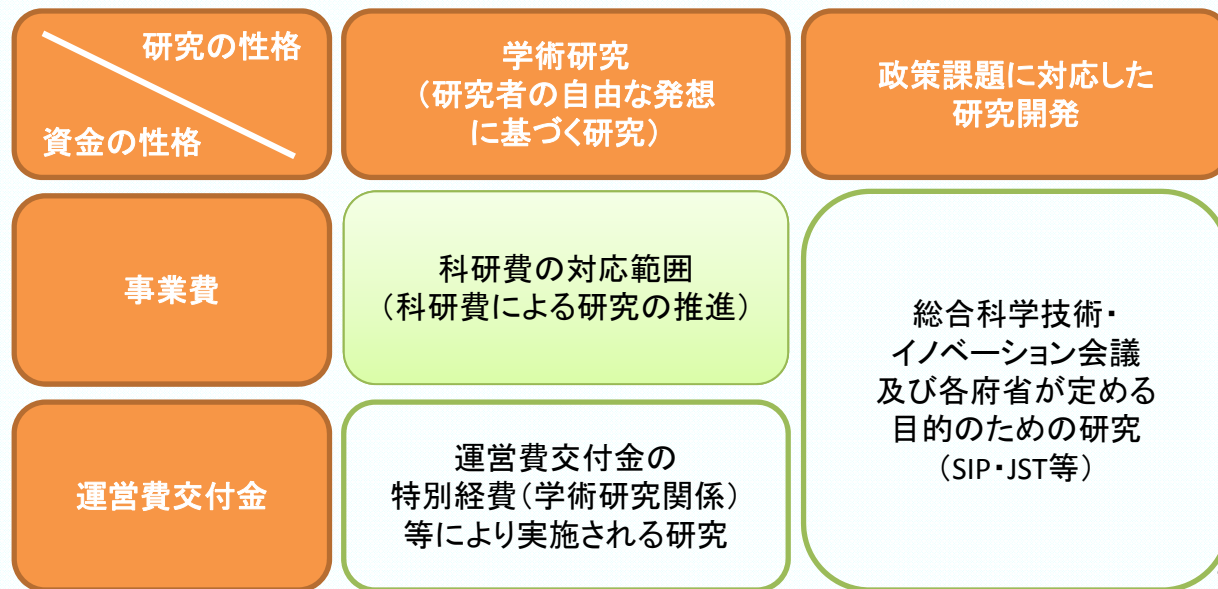 研究の性格
資金の性格
学術研究
（研究者の自由な発想
に基づく研究）
政策課題に対応した
研究開発
事業費
科研費の対応範囲
（科研費による研究の推進）
総合科学技術・
イノベーション会議
及び各府省が定める
目的のための研究
（SIP・JST等）
運営費交付金
運営費交付金の
特別経費（学術研究関係）
等により実施される研究